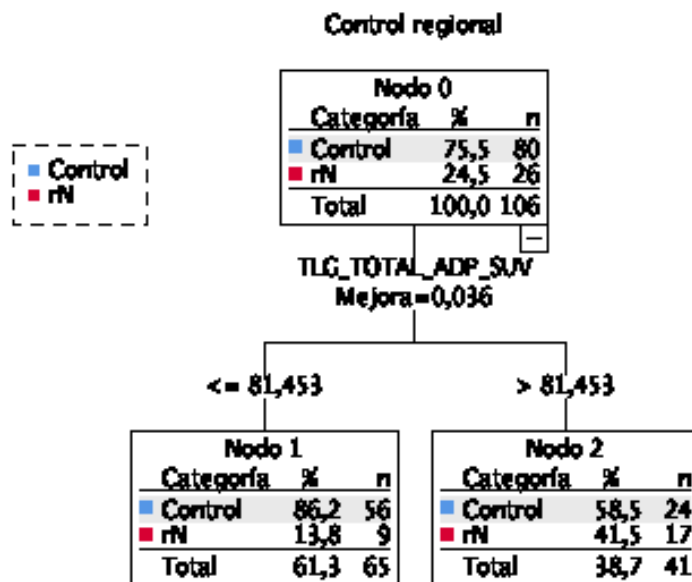 Control regional
Nodo 0
Categoría % n
Control 75,5 80
rN 24,5 26
Total 100,0 106
Control
rN
TLG_TOTAL_ADP_SUV
Mejora=0,036
<= 81,453
> 81,453
Nodo 1
Categoría % n
Control 86,2 56
rN 13,8 9
Total 61,3 65
Nodo 2
Categoría % n
Control 58,5 24
rN 41,5 17
Total 38,7 41